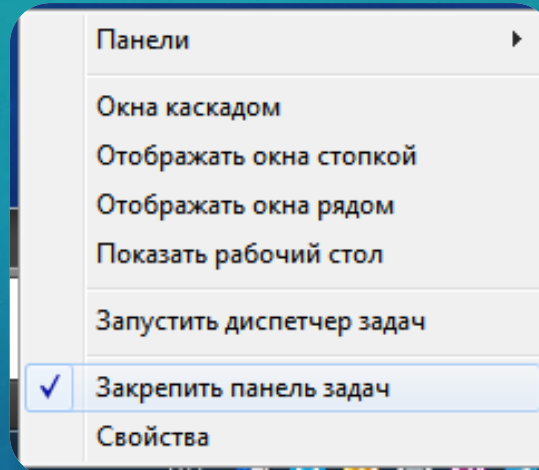 Панели
Окна каскадом
Отображать окна стопкой
Отображать окна рядом
Показать рабочий стол
Запустить диспетчер задач
Закрепить панель задач
Свойства